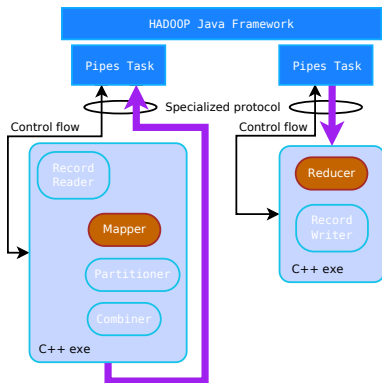 HADOOP Java Framework
Pipes Task
Pipes Task
Specialized protocol
Control flow
Control flow
Record
Reader
Mapper
Partitioner
Combiner
C++ exe
Reducer
Record
Writer
C++ exe